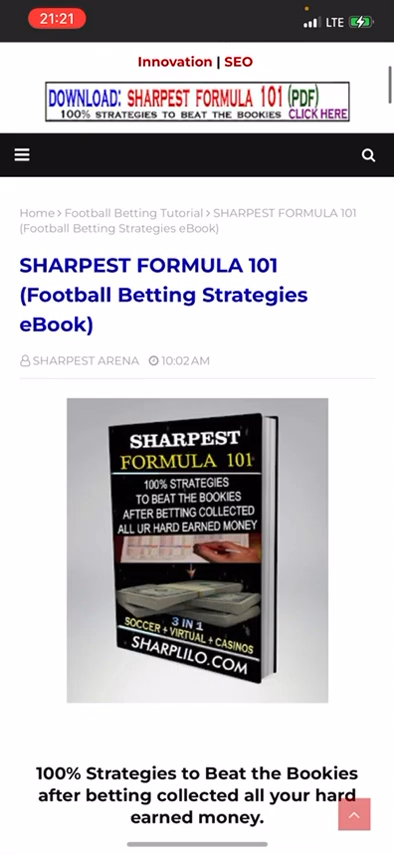 21:21
LTE
Innovation | SEO
DOWNLOAD: SHARPEST FORMULA 101 (PDF)
100% STRATEGIES TO BEAT THE BOOKIES CLICK HERE
Home > Football Betting Tutorial > SHARPEST FORMULA 101
(Football Betting Strategies eBook)
SHARPEST FORMULA 101
(Football Betting Strategies
eBook)
SHARPEST ARENA 10:02 AM
SHARPEST
FORMULA 101
100% STRATEGIES
TO BEAT THE BOOKIES
AFTER BETTING COLLECTED
ALL UR HARD EARNED MONEY
3 IN 1
SOCCER + VIRTUAL + CASINOS
SHARPLILO.COM
100% Strategies to Beat the Bookies
after betting collected all your hard
earned money.